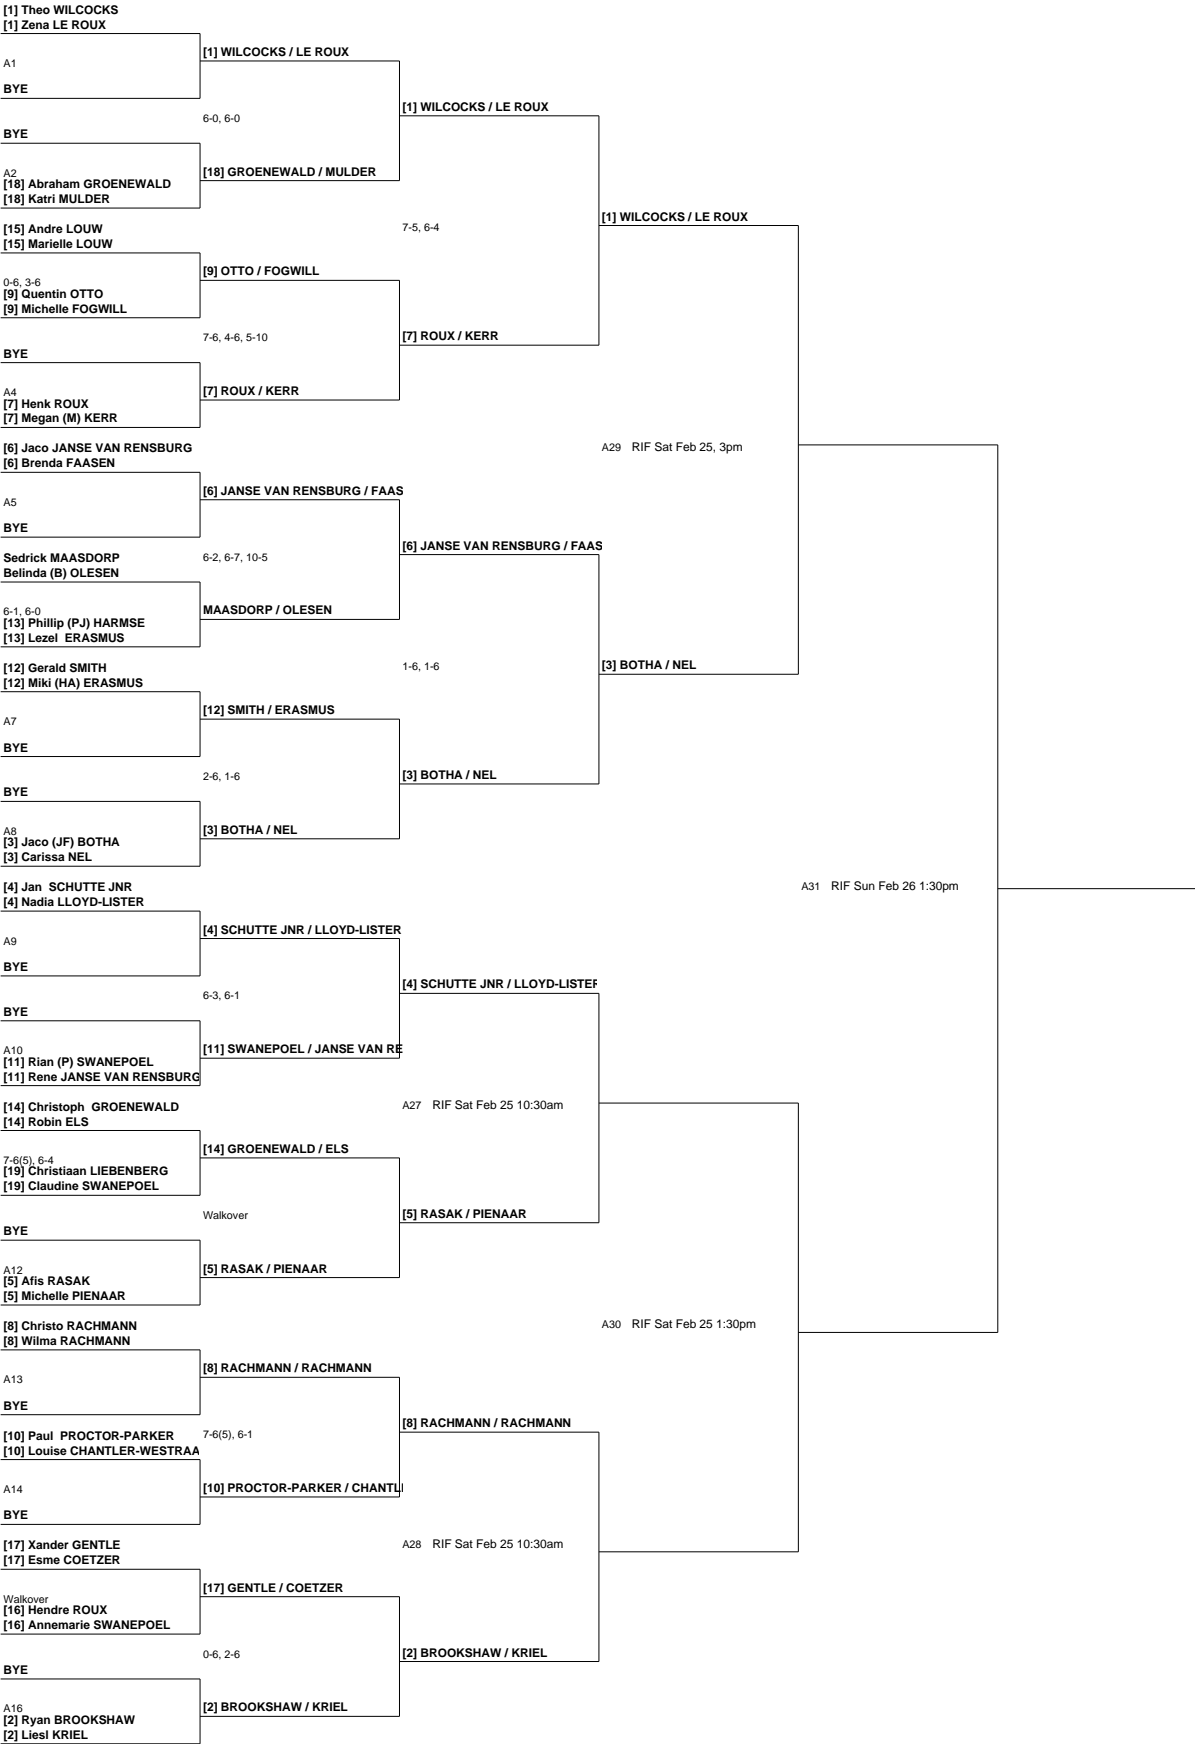 [1] Theo WILCOCKS
[1] Zena LE ROUX
[1] WILCOCKS / LE ROUX
A1
BYE
[1] WILCOCKS / LE ROUX
6-0, 6-0
BYE
[18] GROENEWALD / MULDER
A2
[18] Abraham GROENEWALD
[18] Katri MULDER
[1] WILCOCKS / LE ROUX
[15] Andre LOUW
7-5, 6-4
[15] Marielle LOUW
[9] OTTO / FOGWILL
0-6, 3-6
[9] Quentin OTTO
[9] Michelle FOGWILL
7-6, 4-6, 5-10
[7] ROUX / KERR
BYE
[7] ROUX / KERR
A4
[7] Henk ROUX
[7] Megan (M) KERR
[6] Jaco JANSE VAN RENSBURG
A29 RIF Sat Feb 25, 3pm
[6] Brenda FAASEN
[6] JANSE VAN RENSBURG / FAAS
A5
BYE
[6] JANSE VAN RENSBURG / FAAS
Sedrick MAASDORP
6-2, 6-7, 10-5
Belinda (B) OLESEN
MAASDORP / OLESEN
6-1, 6-0
[13] Phillip (PJ) HARMSE
[13] Lezel ERASMUS
[12] Gerald SMITH
1-6, 1-6
[3] BOTHA / NEL
[12] Miki (HA) ERASMUS
[12] SMITH / ERASMUS
A7
BYE
2-6, 1-6
[3] BOTHA / NEL
BYE
[3] BOTHA / NEL
A8
[3] Jaco (JF) BOTHA
[3] Carissa NEL
[4] Jan SCHUTTE JNR
A31 RIF Sun Feb 26 1:30pm
[4] Nadia LLOYD-LISTER
[4] SCHUTTE JNR / LLOYD-LISTER
A9
BYE
[4] SCHUTTE JNR / LLOYD-LISTER
6-3, 6-1
BYE
[11] SWANEPOEL / JANSE VAN RE
A10
[11] Rian (P) SWANEPOEL
[11] Rene JANSE VAN RENSBURG
[14] Christoph GROENEWALD
A27 RIF Sat Feb 25 10:30am
[14] Robin ELS
[14] GROENEWALD / ELS
7-6(5), 6-4
[19] Christiaan LIEBENBERG
[19] Claudine SWANEPOEL
Walkover
[5] RASAK / PIENAAR
BYE
[5] RASAK / PIENAAR
A12
[5] Afis RASAK
[5] Michelle PIENAAR
[8] Christo RACHMANN
A30 RIF Sat Feb 25 1:30pm
[8] Wilma RACHMANN
[8] RACHMANN / RACHMANN
A13
BYE
[8] RACHMANN / RACHMANN
[10] Paul PROCTOR-PARKER
7-6(5), 6-1
[10] Louise CHANTLER-WESTRAA
[10] PROCTOR-PARKER / CHANTL
A14
BYE
[17] Xander GENTLE
A28 RIF Sat Feb 25 10:30am
[17] Esme COETZER
[17] GENTLE / COETZER
Walkover
[16] Hendre ROUX
[16] Annemarie SWANEPOEL
0-6, 2-6
[2] BROOKSHAW / KRIEL
BYE
[2] BROOKSHAW / KRIEL
A16
[2] Ryan BROOKSHAW
[2] Liesl KRIEL